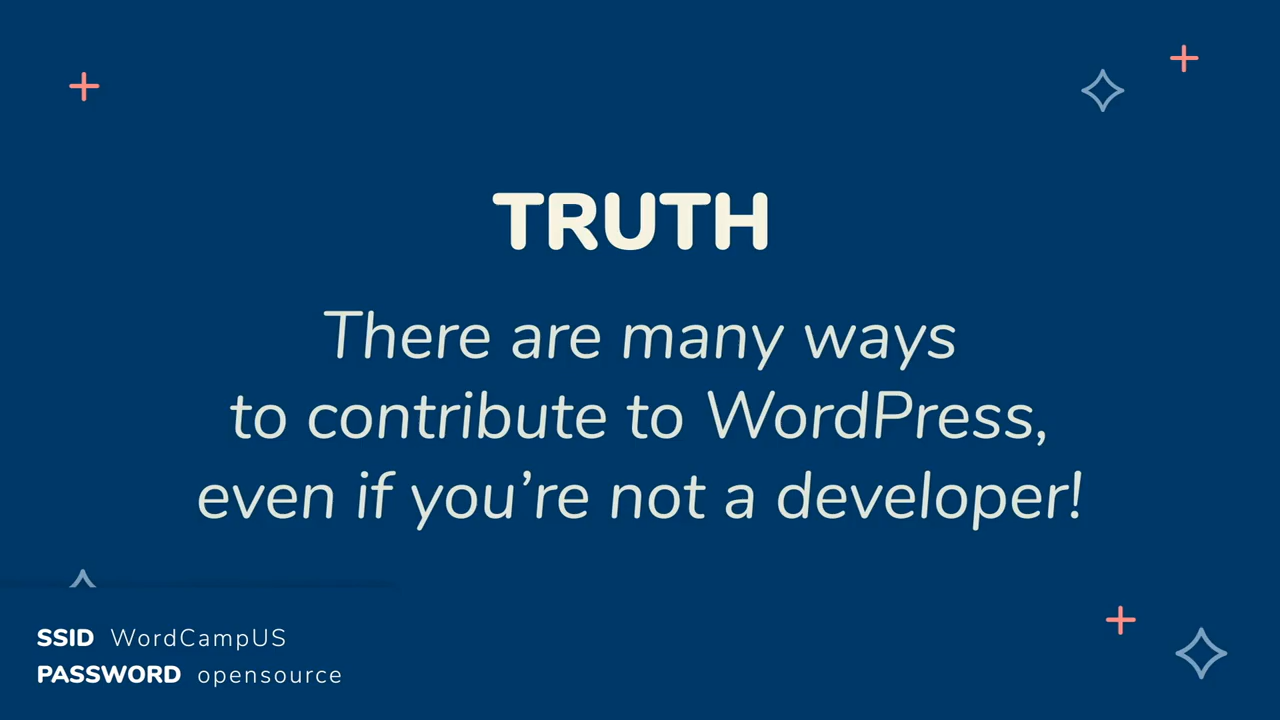 TRUTH
There are many ways
to contribute to WordPress,
even if you’re not a developer!
SSID WordCampUS
PASSWORD opensource